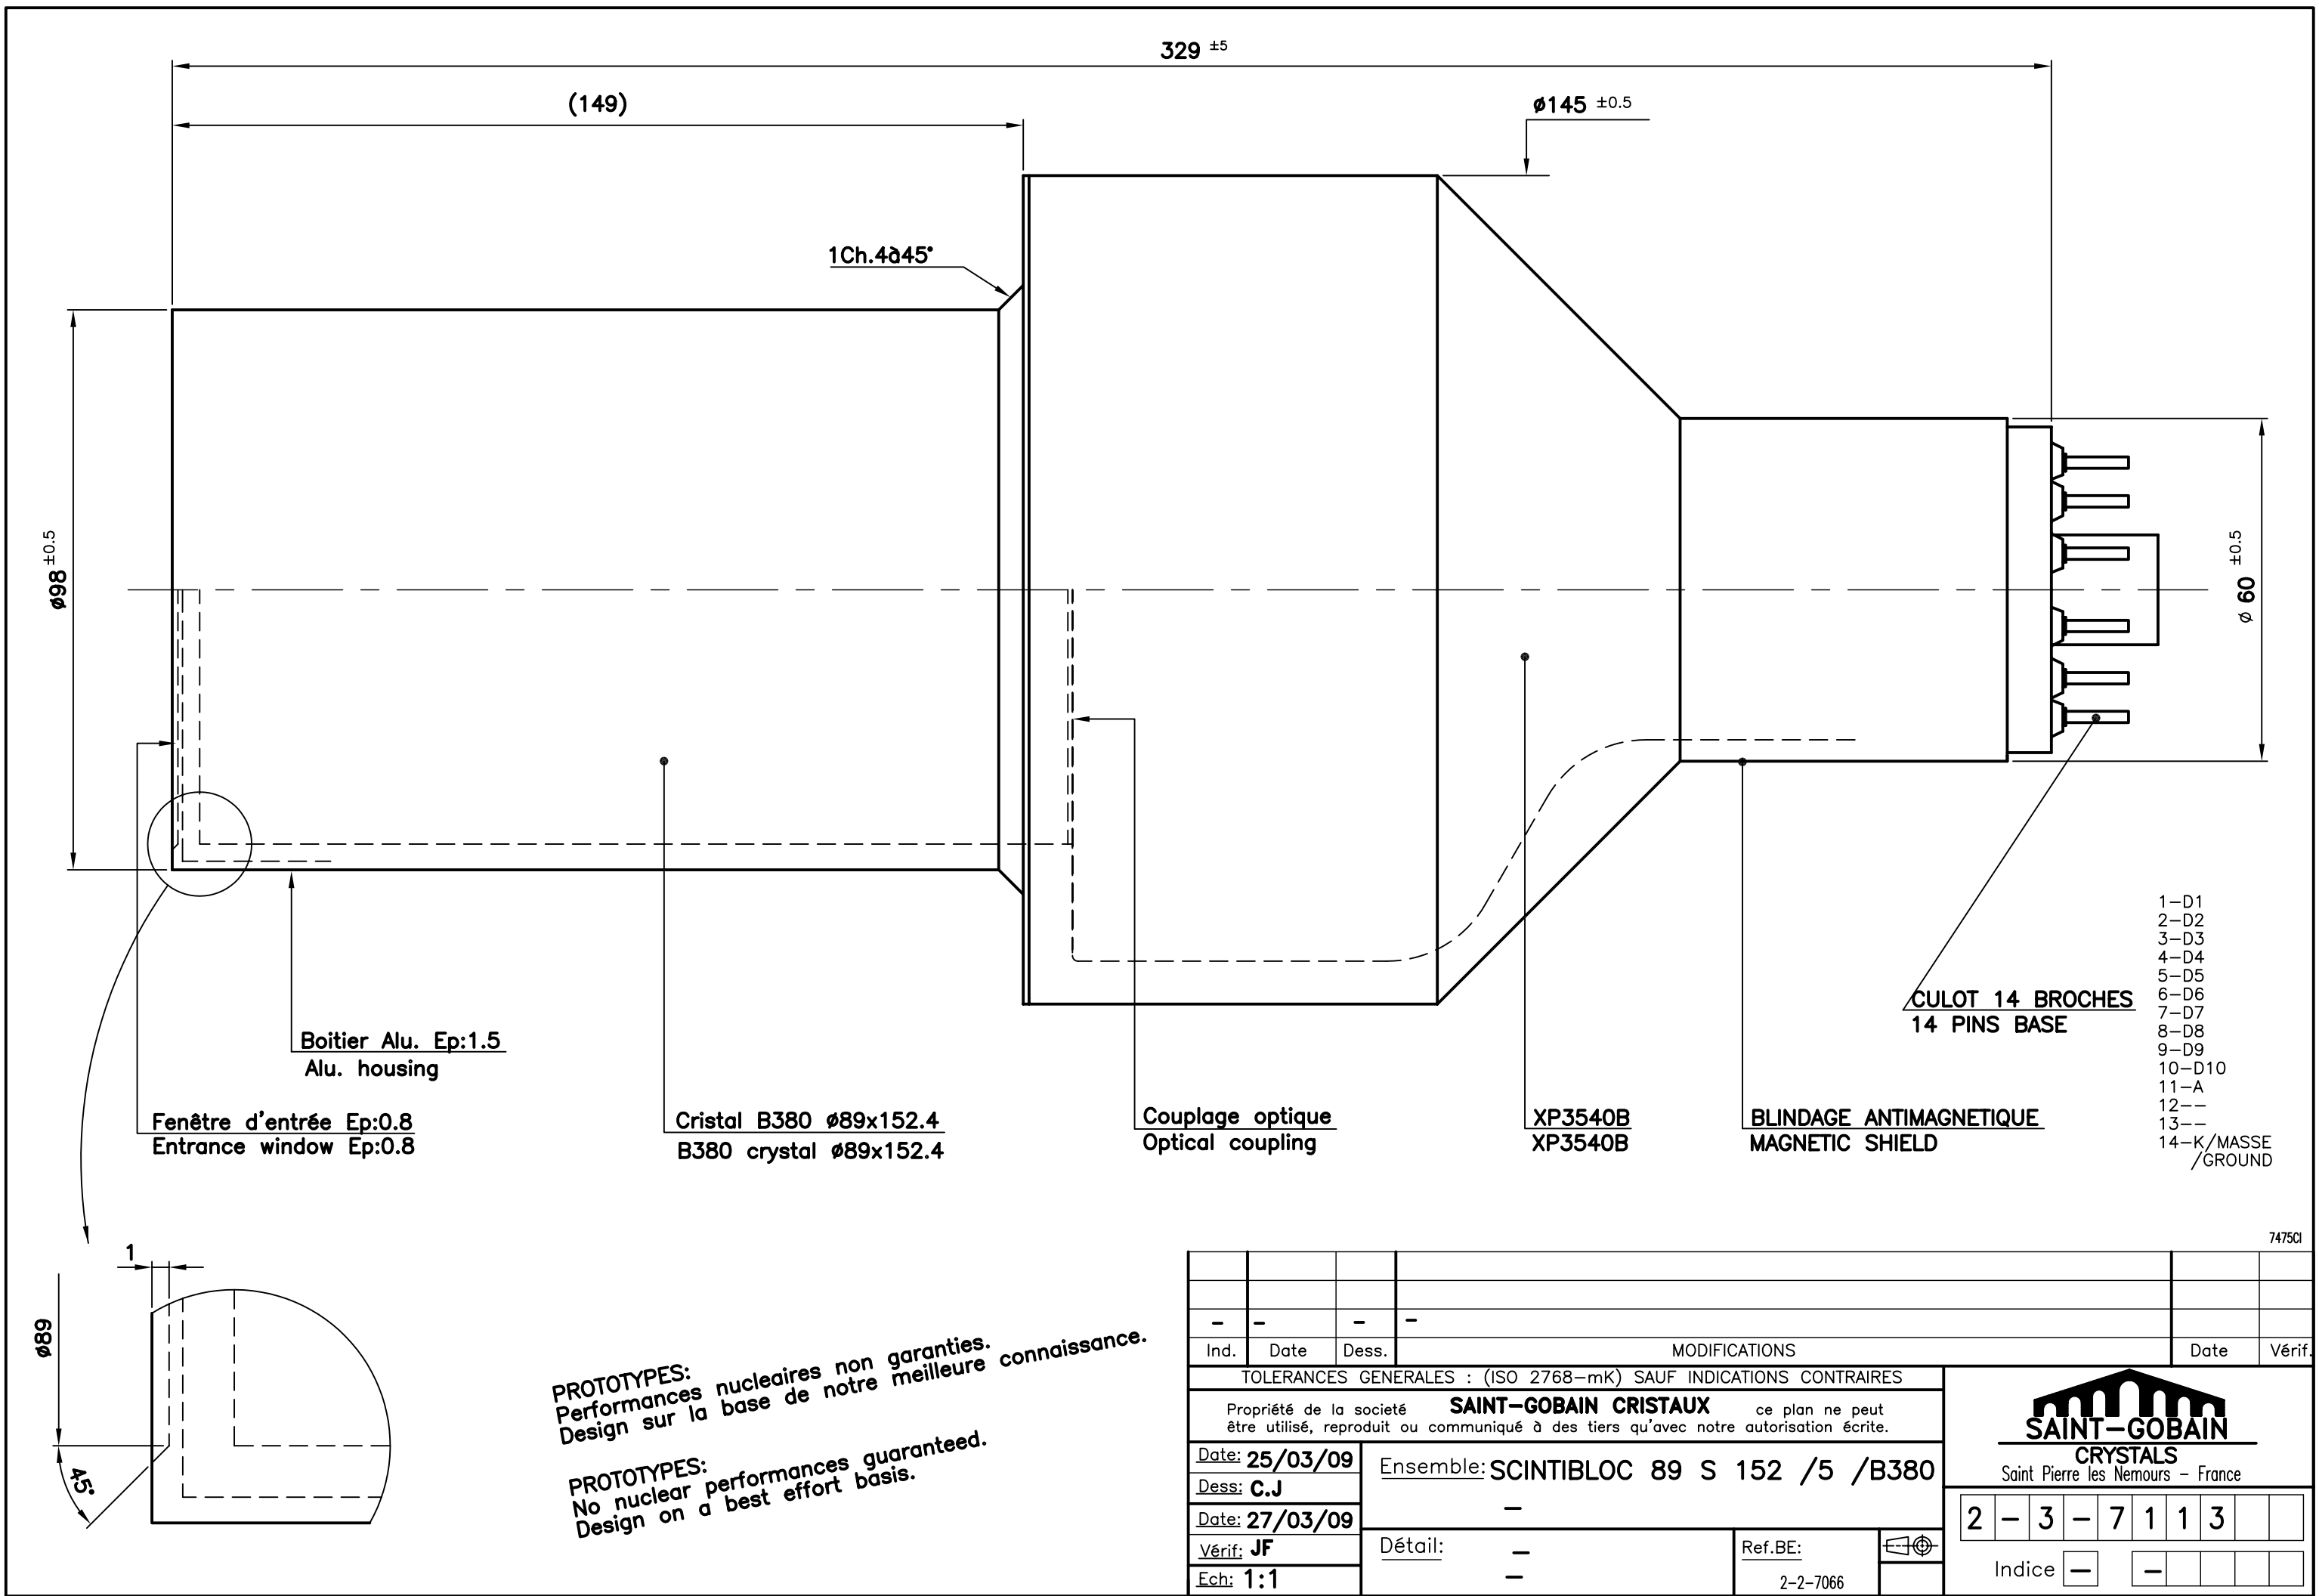 329 ±5
(149)
ø145 ±0.5
1Ch.4à45°
ø98 ±0.5
ø 60 ±0.5
1-D1
2-D2
3-D3
4-D4
5-D5
6-D6
7-D7
8-D8
9-D9
10-D10
11-A
12--
13--
14-K/MASSE
/GROUND
CULOT 14 BROCHES
14 PINS BASE
Boitier Alu. Ep:1.5
Alu. housing
Fenêtre d'entrée Ep:0.8
Entrance window Ep:0.8
Cristal B380 ø89x152.4
B380 crystal ø89x152.4
Couplage optique
Optical coupling
XP3540B
XP3540B
BLINDAGE ANTIMAGNETIQUE
MAGNETIC SHIELD
7475CI
1
ø89
45°
PROTOTYPES:
Performances nucleaires non garanties.
Design sur la base de notre meilleure connaissance.
PROTOTYPES:
No nuclear performances guaranteed.
Design on a best effort basis.
- - - -
Ind. Date Dess. MODIFICATIONS Date Vérif.
TOLERANCES GENERALES : (ISO 2768-mK) SAUF INDICATIONS CONTRAIRES
Propriété de la societé SAINT-GOBAIN CRISTAUX ce plan ne peut
être utilisé, reproduit ou communiqué à des tiers qu'avec notre autorisation écrite.
Date: 25/03/09
Dess: C.J
Date: 27/03/09
Vérif: JF
Ech: 1:1
Ensemble: SCINTIBLOC 89 S 152 /5 /B380
-
Détail: -
-
Ref.BE:
2-2-7066
SAINT-GOBAIN
CRYSTALS
Saint Pierre les Nemours - France
2-3-7113
Indice - -